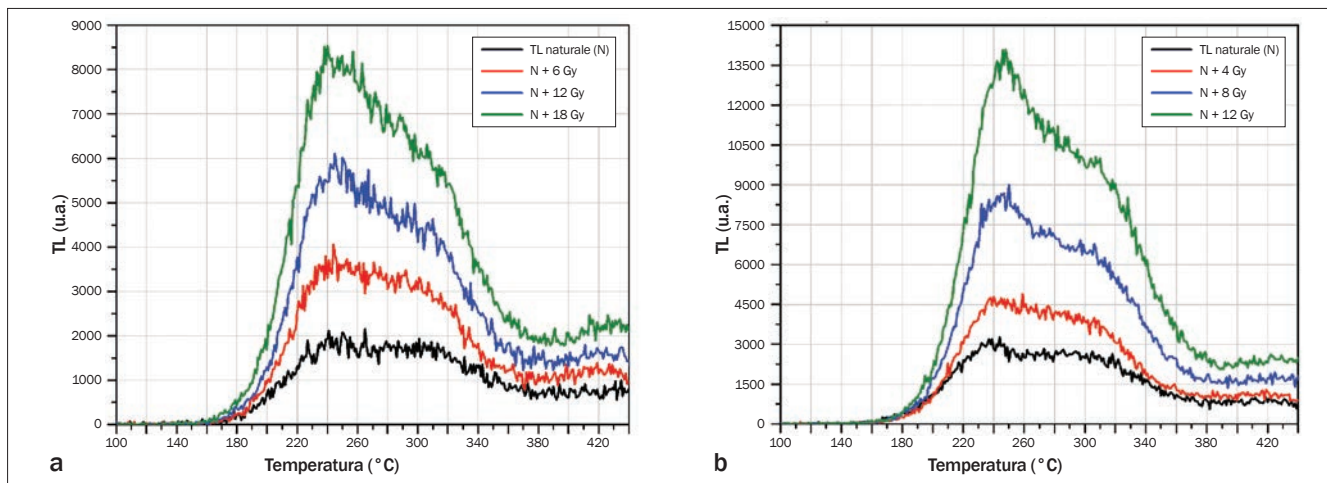 9000
8000
7000
6000
5000
4000
3000
2000
1000
0
TL (u.a.)
100 140 180 220 260 300 340 380 420
Temperatura (°C)
TL naturale (N)
N + 6 Gy
N + 12 Gy
N + 18 Gy
a
15000
13500
12000
10500
9000
7500
6000
4500
3000
1500
0
TL (u.a.)
100 140 180 220 260 300 340 380 420
Temperatura (°C)
TL naturale (N)
N + 4 Gy
N + 8 Gy
N + 12 Gy
b